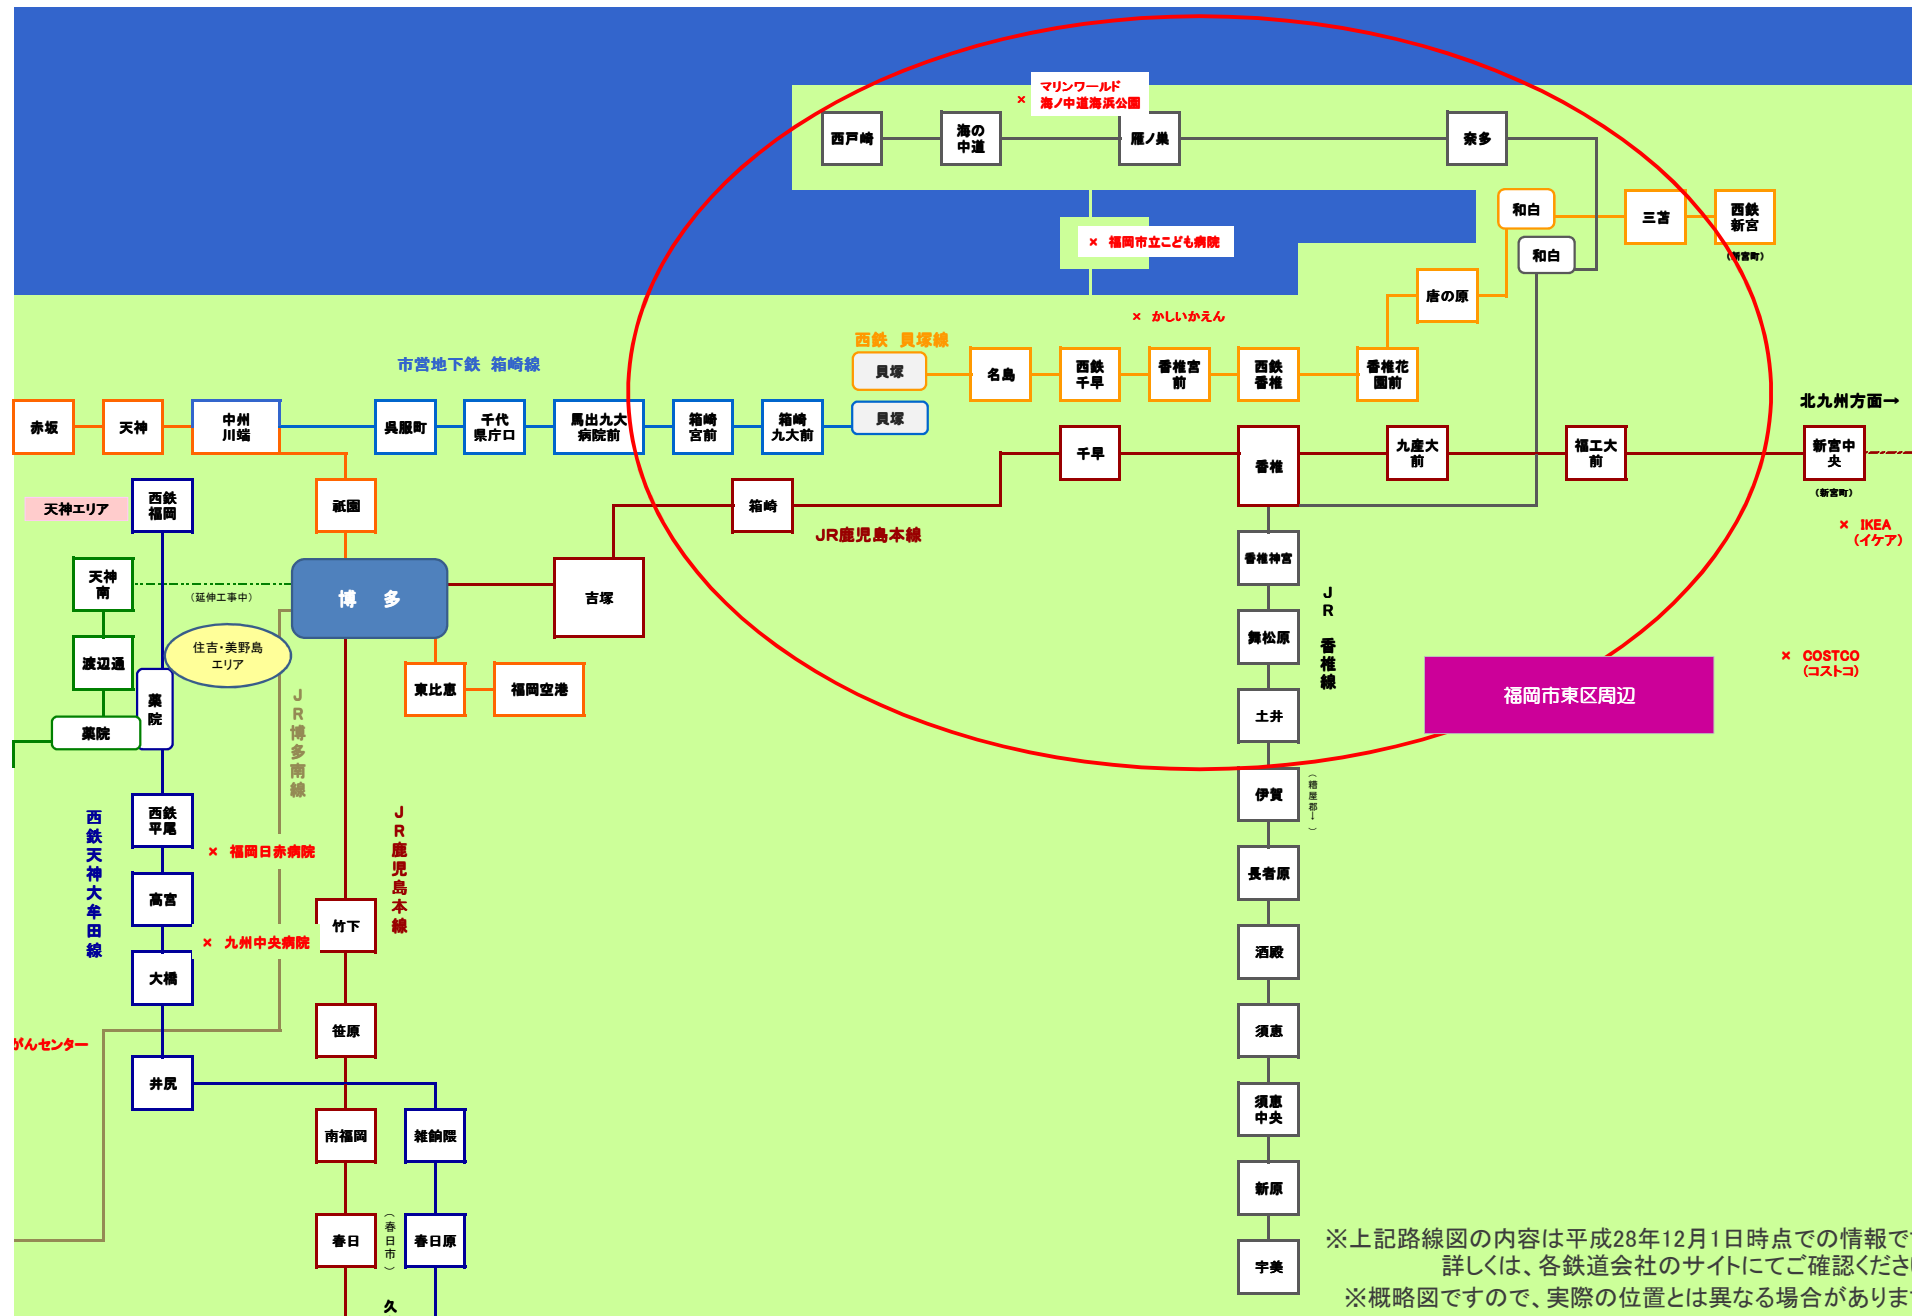 マリンワールド
海ノ中道海浜公園
×
西戸崎
海の
中道
雁ノ巣
奈多
和白
三苫
西鉄
新宮
(新宮町)
× 福岡市立こども病院
和白
唐の原
× かしいかえん
西鉄 貝塚線
市営地下鉄 箱崎線
貝塚
名島
西鉄
千早
香椎宮
前
西鉄
香椎
香椎花
園前
北九州方面→
赤坂
天神
中州
川端
呉服町
千代
県庁口
馬出九大
病院前
箱崎
宮前
箱崎
九大前
貝塚
千早
香椎
九産大
前
福工大
前
新宮中
央
(新宮町)
天神エリア
西鉄
福岡
祇園
箱崎
JR鹿児島本線
× IKEA
(イケア)
香椎神宮
天神
南
(延伸工事中)
博 多
吉塚
JR 香椎線
舞松原
住吉・美野島
エリア
渡辺通
薬院
薬院
東比恵
福岡空港
× COSTCO
(コストコ)
福岡市東区周辺
土井
JR博多南線
伊賀
(糟屋郡→)
西鉄天神大牟田線
西鉄
平尾
JR鹿児島本線
× 福岡日赤病院
長者原
高宮
竹下
× 九州中央病院
酒殿
大橋
笹原
須恵
がんセンター
井尻
須恵
中央
南福岡
雑餉隈
新原
春日
(春日市)
春日原
宇美
久
※上記路線図の内容は平成28年12月1日時点での情報で
詳しくは、各鉄道会社のサイトにてご確認くださ
※概略図ですので、実際の位置とは異なる場合がありま